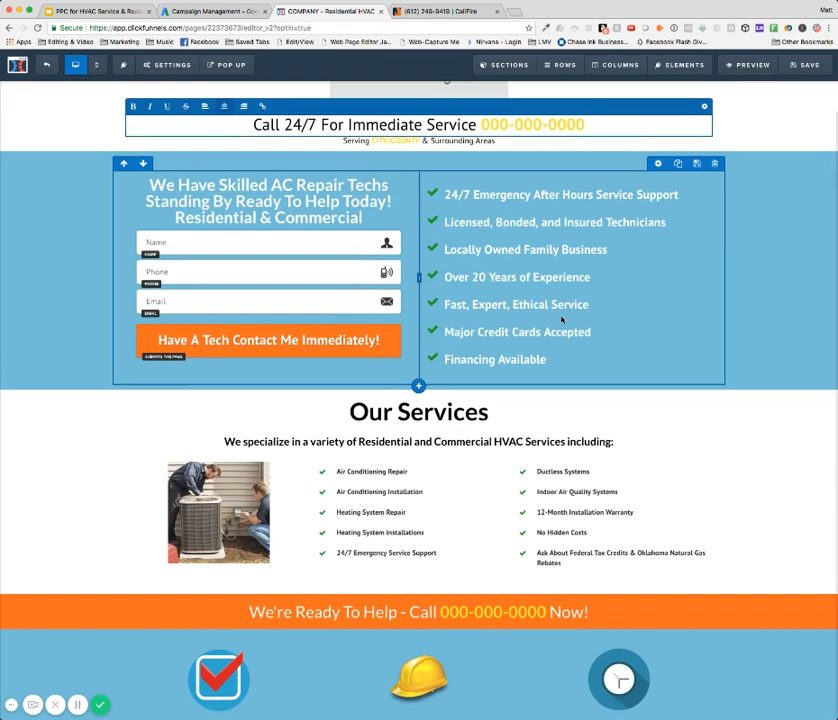 PPC for HVAC Service & Repa
Campaign Management – Goo
COMPANY - Residential HVAC
(612) 249-9419 | CallFire
Matt
Secure
https://app.clickfunnels.com/pages/22373673/editor_v2?optin=true
Apps
Editing & Video
Marketing
Music
Facebook
Saved Tabs
Edit/View
Web Page Editor Ja...
Web-Capture Me
Nirvana - Login
LMV
Chase Ink Business...
Facebook Flash Giv...
Other Bookmarks
SETTINGS
POP UP
SECTIONS
ROWS
COLUMNS
ELEMENTS
PREVIEW
SAVE
B I U S
Call 24/7 For Immediate Service 000-000-0000
Serving CITY/COUNTY & Surrounding Areas
We Have Skilled AC Repair Techs
Standing By Ready To Help Today!
Residential & Commercial
Name
NAME
Phone
PHONE
Email
EMAIL
Have A Tech Contact Me Immediately!
SUBMITS THE PAGE
24/7 Emergency After Hours Service Support
Licensed, Bonded, and Insured Technicians
Locally Owned Family Business
Over 20 Years of Experience
Fast, Expert, Ethical Service
Major Credit Cards Accepted
Financing Available
Our Services
We specialize in a variety of Residential and Commercial HVAC Services including:
Air Conditioning Repair
Air Conditioning Installation
Heating System Repair
Heating System Installations
24/7 Emergency Service Support
Ductless Systems
Indoor Air Quality Systems
12-Month Installation Warranty
No Hidden Costs
Ask About Federal Tax Credits & Oklahoma Natural Gas
Rebates
We're Ready To Help - Call 000-000-0000 Now!